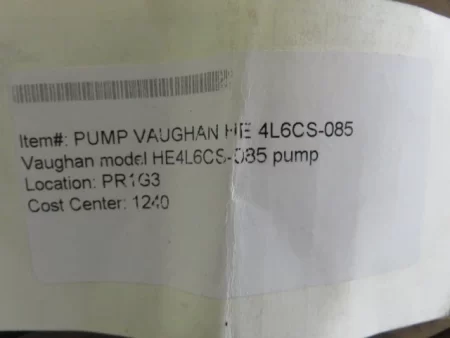 Item#: PUMP VAUGHAN HE 4L6CS-085
Vaughan model HE4L6CS-085 pump
Location: PR1G3
Cost Center: 1240